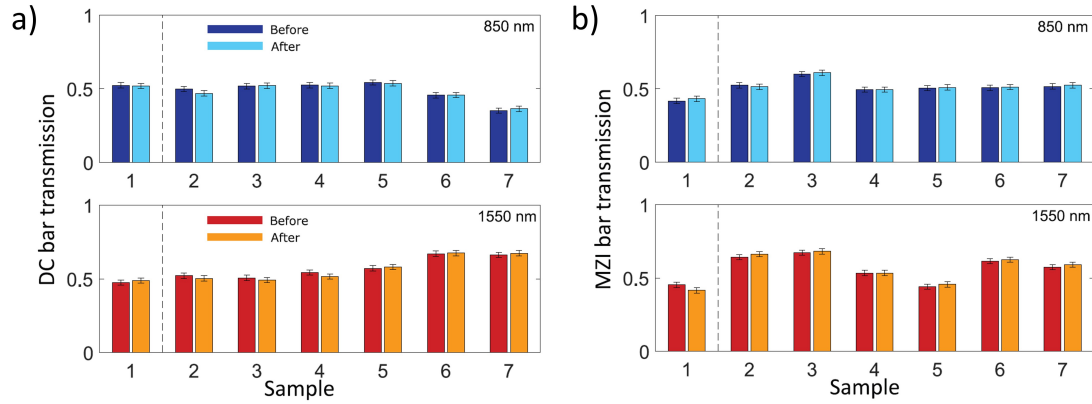 a)
DC bar transmission
1
0.5
0
Before
After
850 nm
1 2 3 4 5 6 7
1
0.5
0
Before
After
1550 nm
1 2 3 4 5 6 7
Sample
b)
MZI bar transmission
1
0.5
0
850 nm
1 2 3 4 5 6 7
1
0.5
0
1550 nm
1 2 3 4 5 6 7
Sample